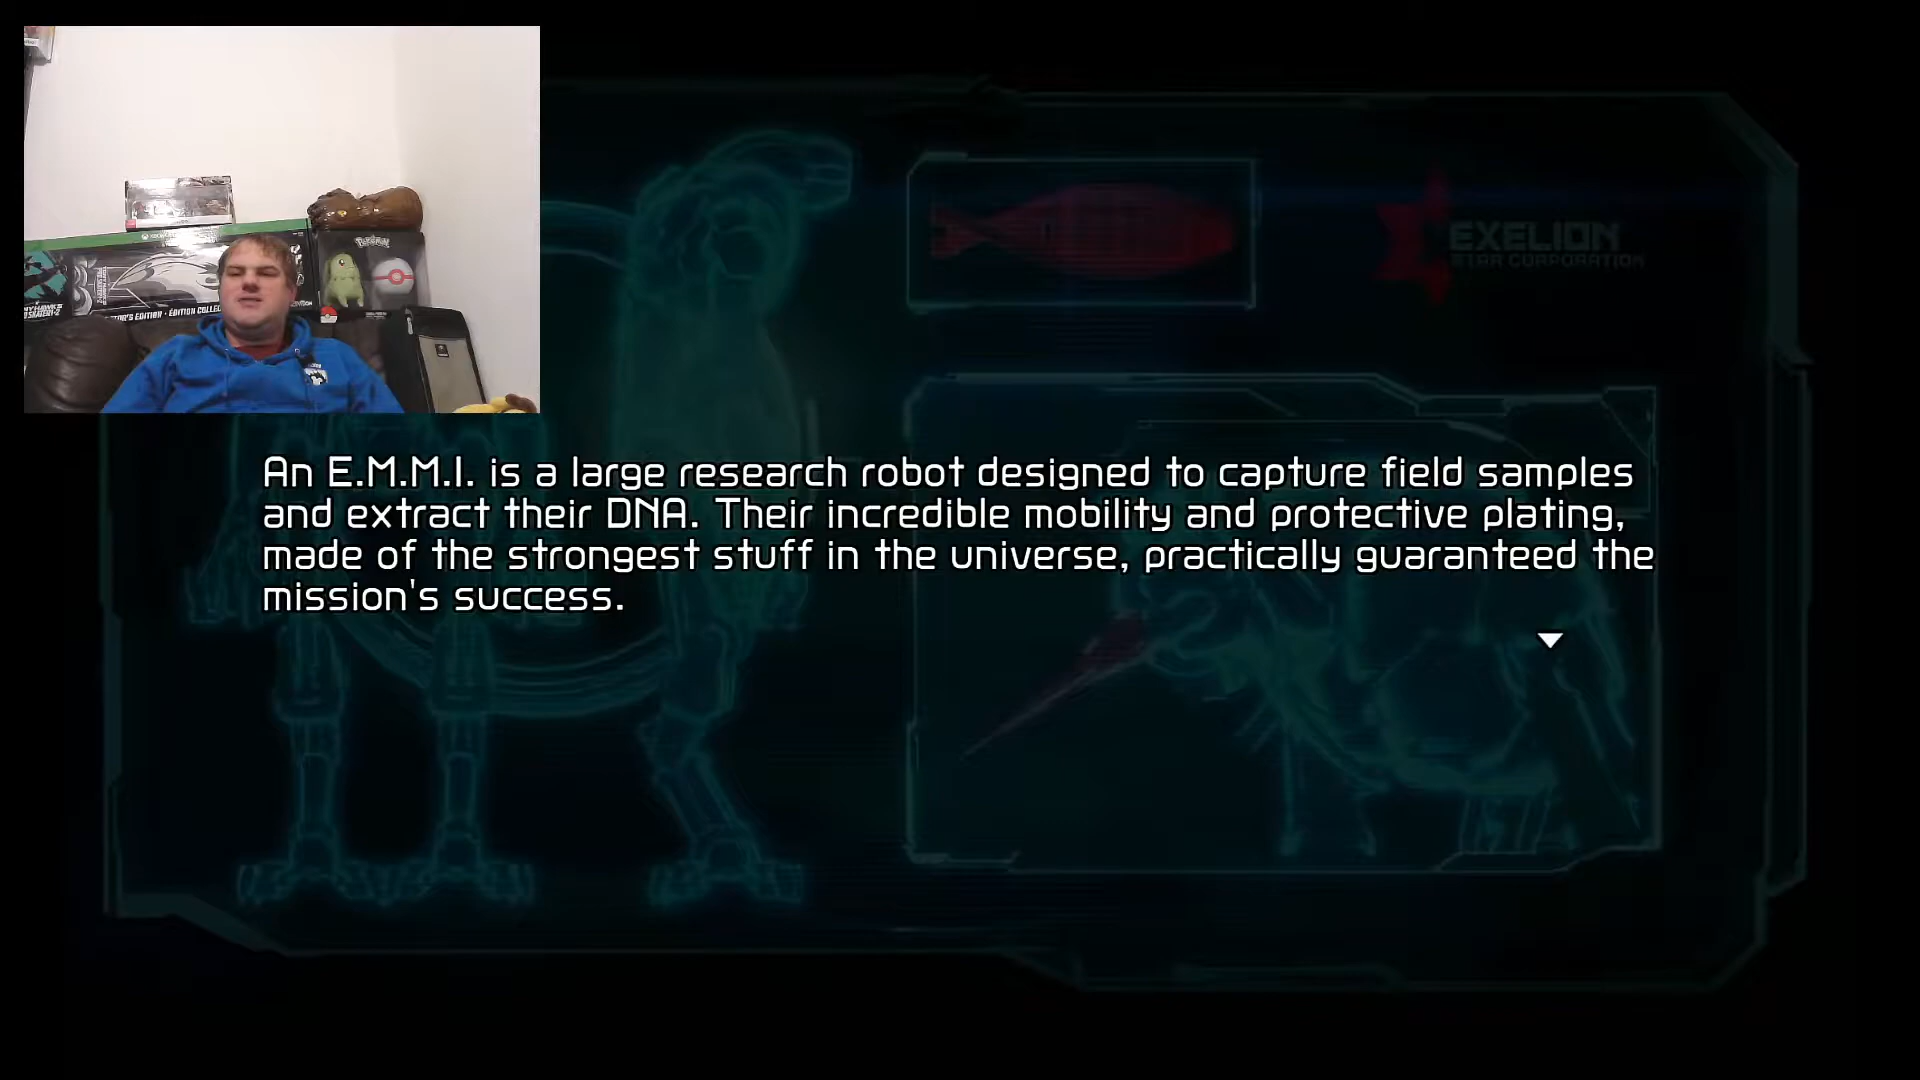 POKéMON
EXELION
STAR CORPORATION
An E.M.M.I. is a large research robot designed to capture field samples
and extract their DNA. Their incredible mobility and protective plating,
made of the strongest stuff in the universe, practically guaranteed the
mission's success.